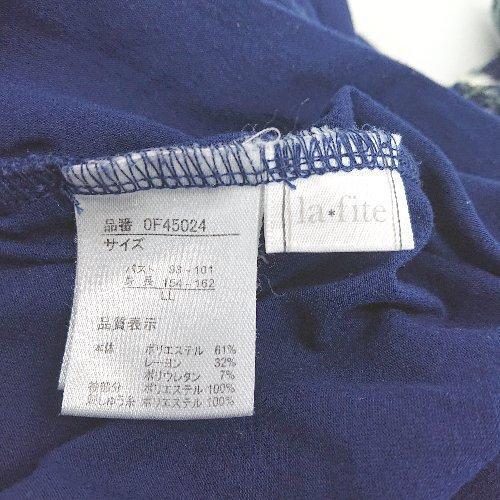 品番 0F45024
サイズ
バスト 93~101
身長 154~162
LL
品質表示
本体 ポリエステル 61%
レーヨン 32%
ポリウレタン 7%
衿部分 ポリエステル 100%
刺しゅう糸 ポリエステル 100%
la*fite